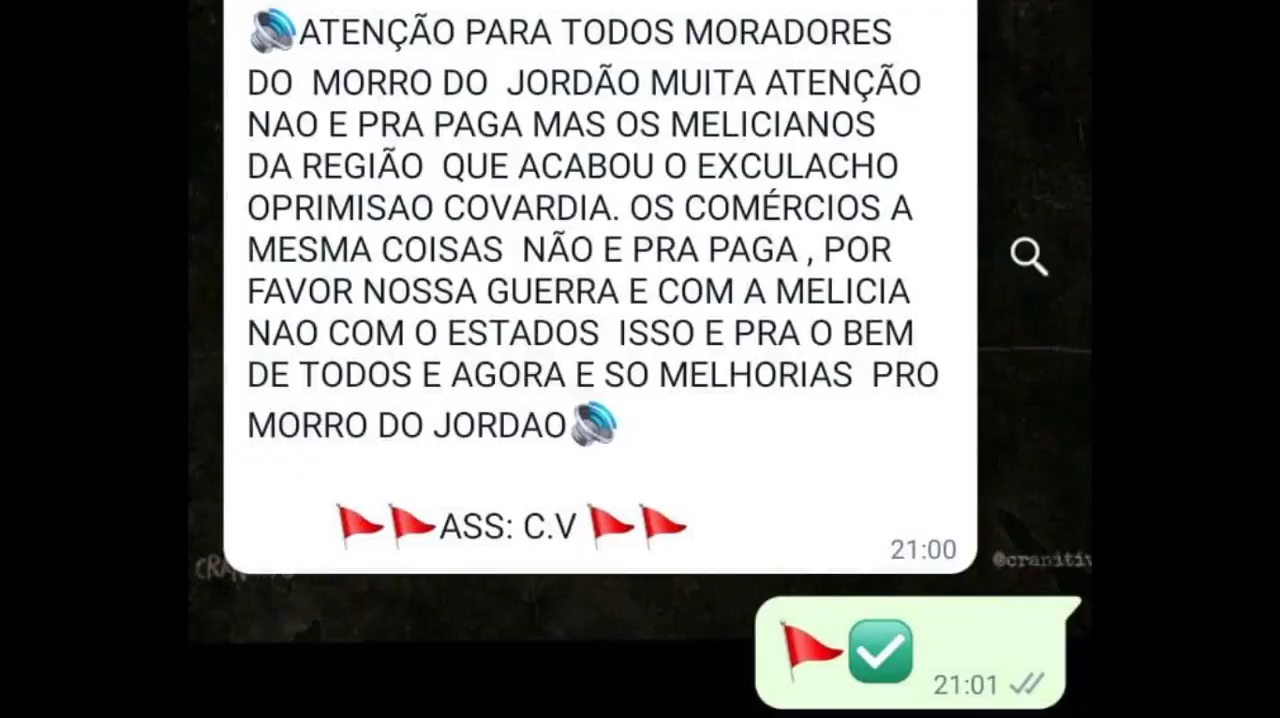 🔊ATENÇÃO PARA TODOS MORADORES
DO MORRO DO JORDÃO MUITA ATENÇÃO
NAO E PRA PAGA MAS OS MELICIANOS
DA REGIÃO QUE ACABOU O EXCULACHO
OPRIMISAO COVARDIA. OS COMÉRCIOS A
MESMA COISAS NÃO E PRA PAGA , POR
FAVOR NOSSA GUERRA E COM A MELICIA
NAO COM O ESTADOS ISSO E PRA O BEM
DE TODOS E AGORA E SO MELHORIAS PRO
MORRO DO JORDAO🔊
🚩🚩ASS: C.V🚩🚩
21:00
🚩✅
21:01